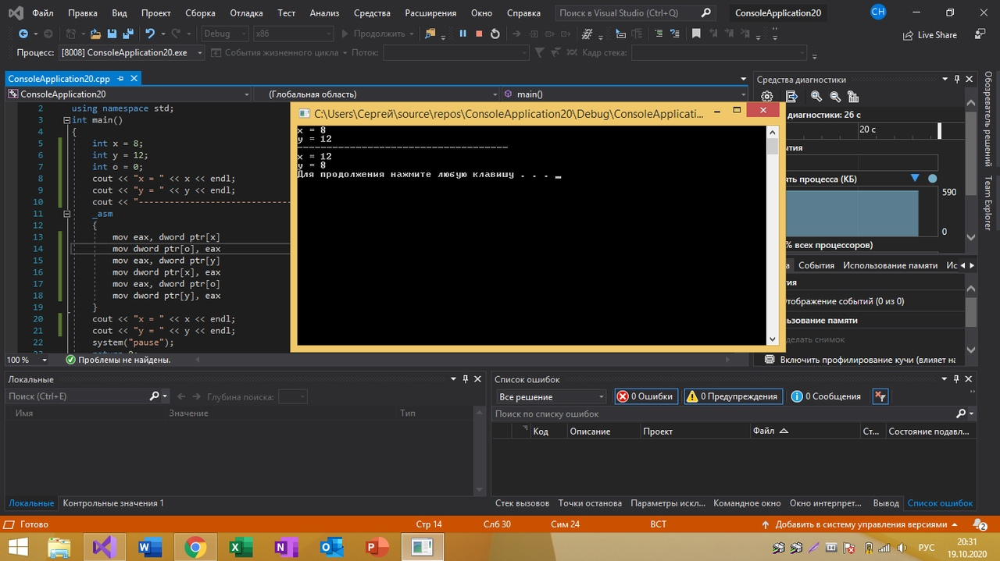 Файл Правка Вид Проект Сборка Отладка Тест Анализ Средства Расширения Окно Справка Поиск в Visual Studio (Ctrl+Q) ConsoleApplication20 CH
Debug x86 Продолжить Live Share
Процесс: [8008] ConsoleApplication20.exe События жизненного цикла Поток: Кадр стека:
ConsoleApplication20.cpp
ConsoleApplication20 (Глобальная область) main()
2 using namespace std;
3 int main()
4 {
5 int x = 8;
6 int y = 12;
7 int o = 0;
8 cout << "x = " << x << endl;
9 cout << "y = " << y << endl;
10 cout << "------------------------------
11 _asm
12 {
13 mov eax, dword ptr[x]
14 mov dword ptr[o], eax
15 mov eax, dword ptr[y]
16 mov dword ptr[x], eax
17 mov eax, dword ptr[o]
18 mov dword ptr[y], eax
19 }
20 cout << "x = " << x << endl;
21 cout << "y = " << y << endl;
22 system("pause");
C:\Users\Сергей\source\repos\ConsoleApplication20\Debug\ConsoleApplicati...
x = 8
y = 12
------------------------------------
x = 12
y = 8
Для продолжения нажмите любую клавишу . . .
Средства диагностики
диагностики: 26 с
20 с
процесса (КБ)
590
0
% всех процессоров)
События Использование памяти Ис
отображение событий (0 из 0)
памяти
делать снимок
Включить профилирование кучи (влияет на
Обозреватель решений
Team Explorer
100 % Проблемы не найдены.
Локальные
Поиск (Ctrl+E) Глубина поиска:
Имя Значение Тип
Локальные Контрольные значения 1
Список ошибок
Все решение 0 Ошибки 0 Предупреждения 0 Сообщения
Поиск по списку ошибок
Код Описание Проект Файл Ст... Состояние подавл...
Стек вызовов Точки останова Параметры искл... Командное окно Окно интерпрет... Вывод Список ошибок
Готово Стр 14 Слб 30 Сим 24 ВСТ Добавить в систему управления версиями 2
РУС
20:31
19.10.2020